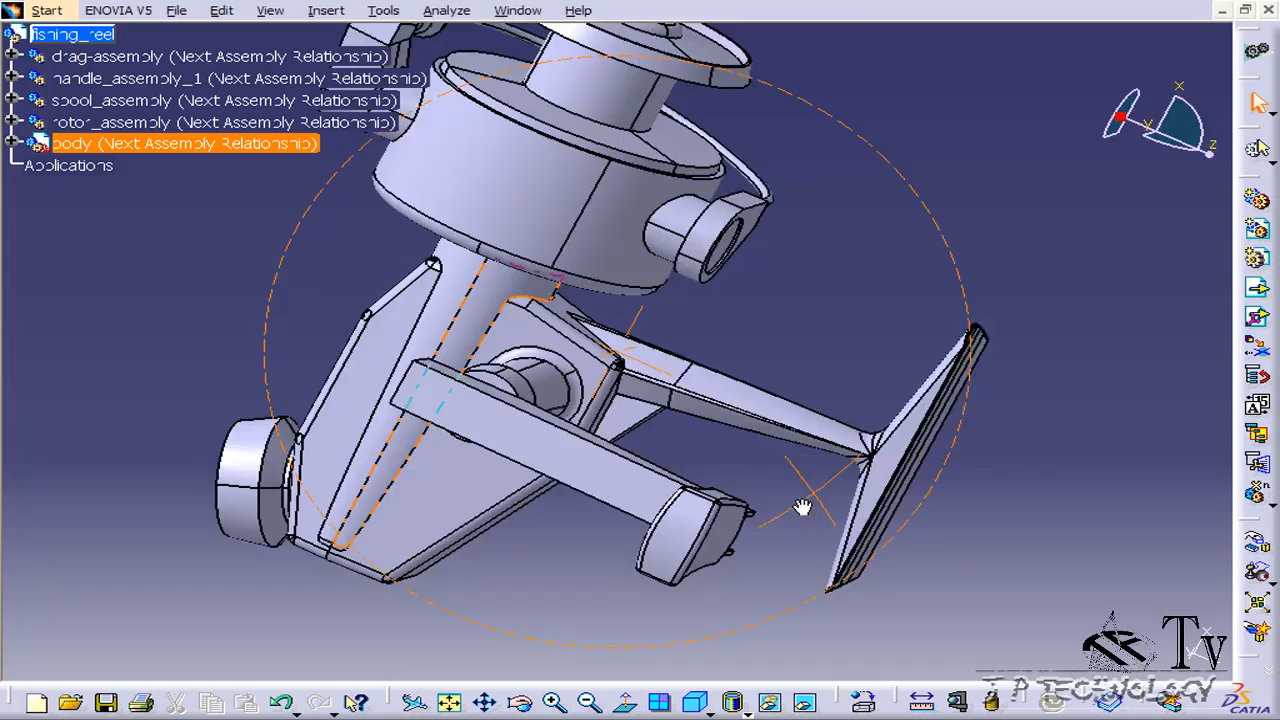 Start ENOVIA V5 File Edit View Insert Tools Analyze Window Help
fishing_reel
drag-assembly (Next Assembly Relationship)
handle_assembly_1 (Next Assembly Relationship)
spool_assembly (Next Assembly Relationship)
rotor_assembly (Next Assembly Relationship)
body (Next Assembly Relationship)
Applications
x
y
z
Tv
TECHNOLOGY
CATIA